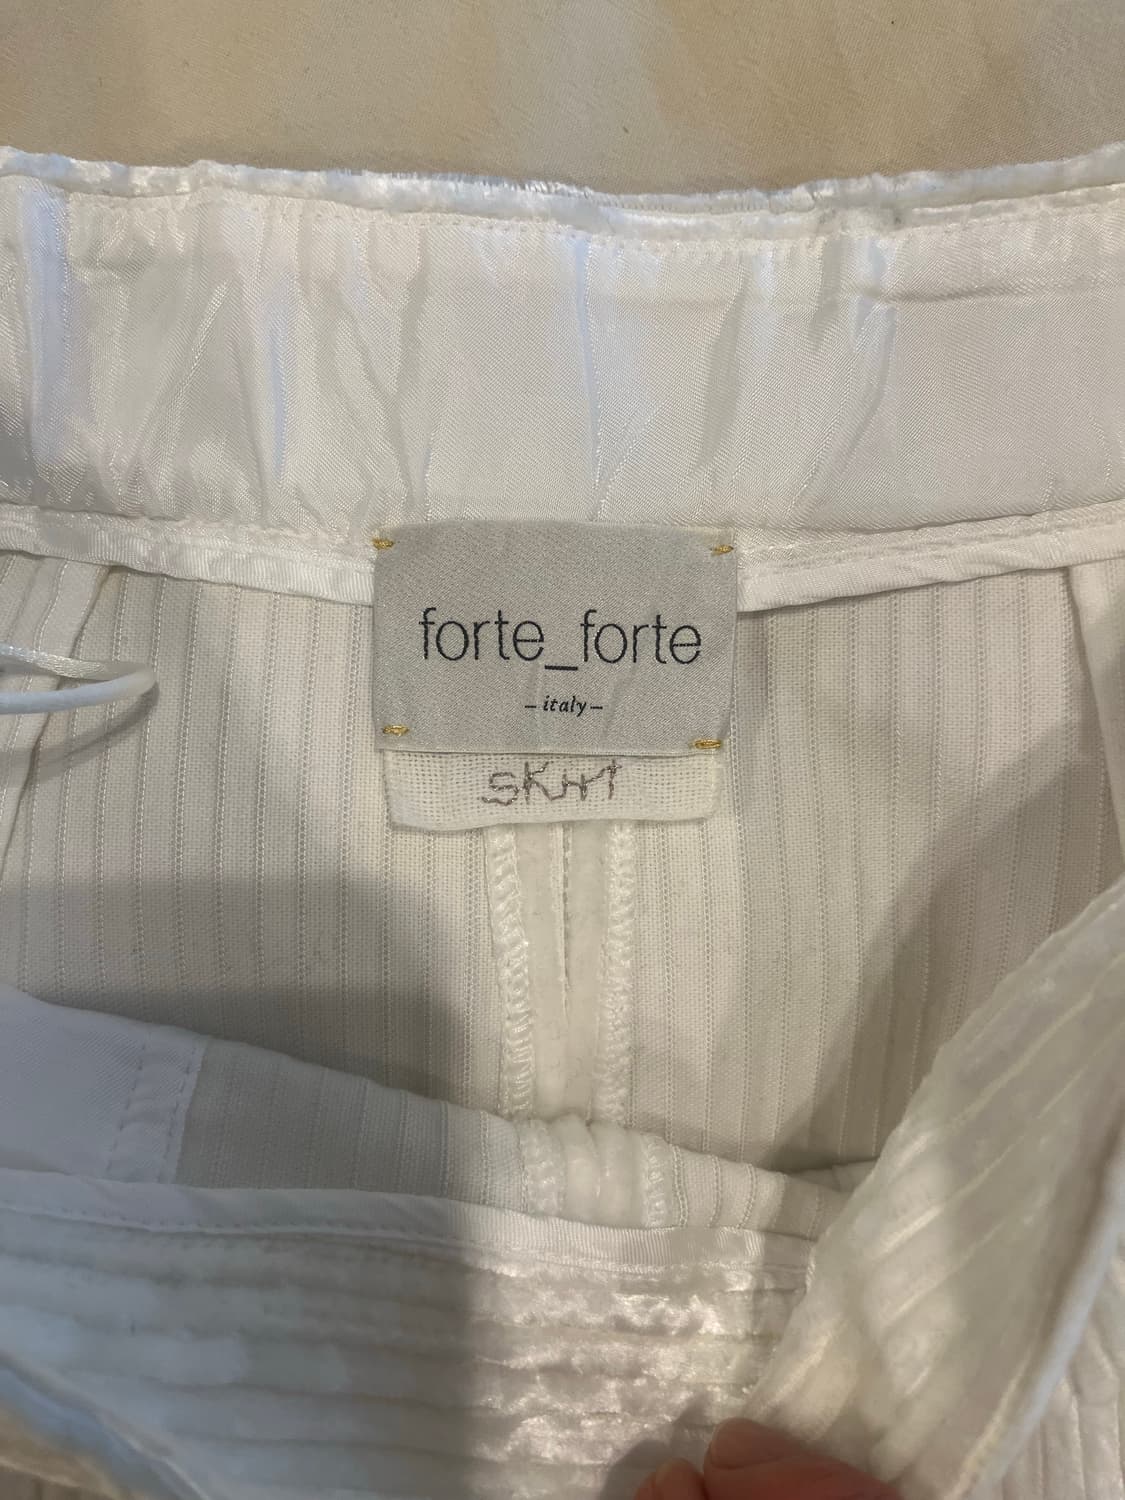 forte_forte
– italy –
SKirt